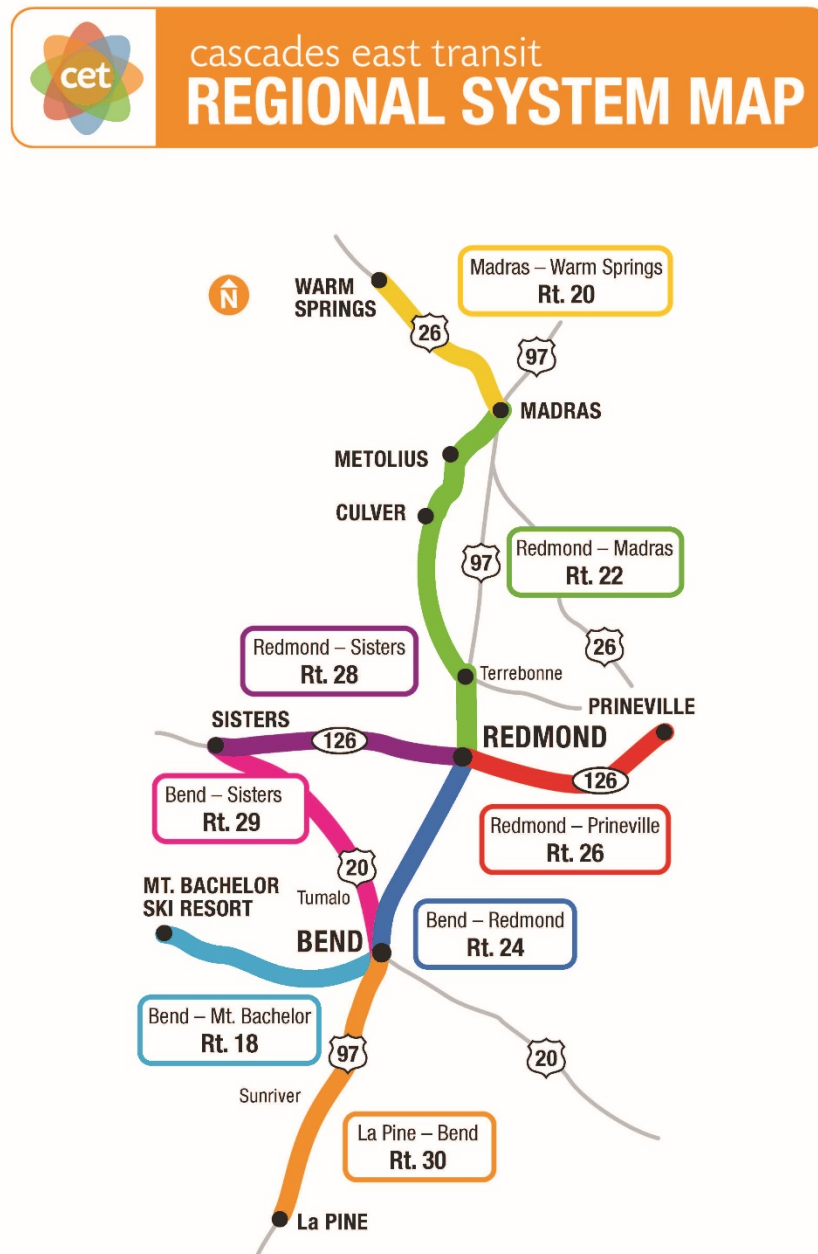 cet
cascades east transit
REGIONAL SYSTEM MAP
N
WARM
SPRINGS
Madras – Warm Springs
Rt. 20
26
97
MADRAS
METOLIUS
CULVER
97
Redmond – Madras
Rt. 22
Redmond – Sisters
Rt. 28
26
Terrebonne
PRINEVILLE
SISTERS
126
REDMOND
126
Bend – Sisters
Rt. 29
Redmond – Prineville
Rt. 26
20
MT. BACHELOR
SKI RESORT
Tumalo
BEND
Bend – Redmond
Rt. 24
Bend – Mt. Bachelor
Rt. 18
97
20
Sunriver
La Pine – Bend
Rt. 30
La PINE